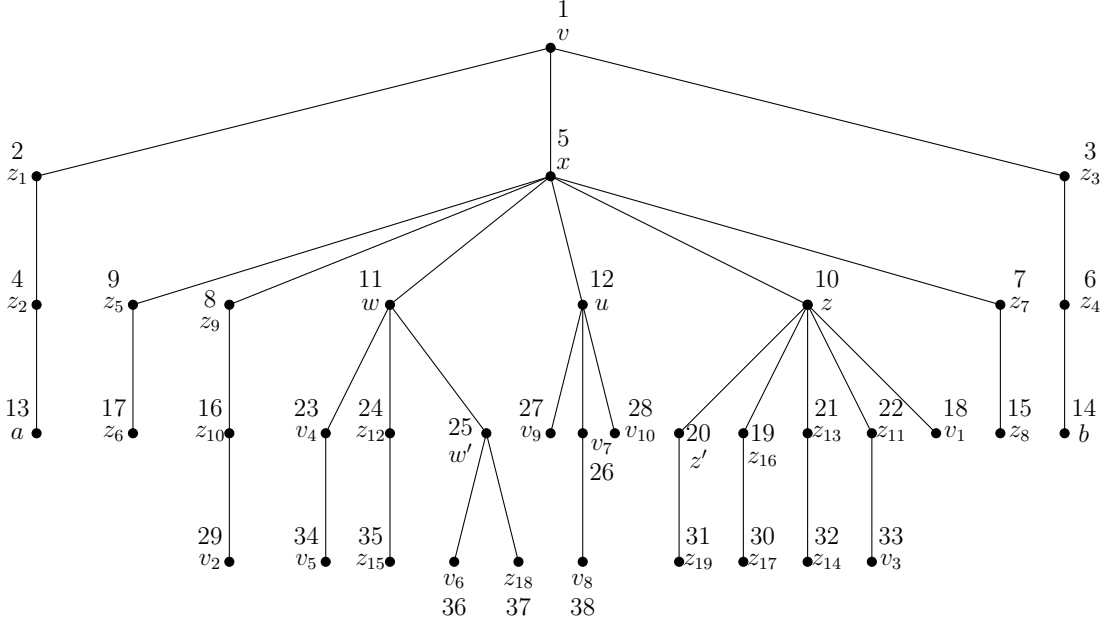 1
v
2 5 3
z₁ x z₃
4 9 8 11 12 10 7 6
z₂ z₅ z₉ w u z z₇ z₄
13 17 16 23 24 25 27 28 20 19 21 22 18 15 14
a z₆ z₁₀ v₄ z₁₂ w′ v₉ v₇ v₁₀ z′ z₁₆ z₁₃ z₁₁ v₁ z₈ b
26
29 34 35 31 30 32 33
v₂ v₅ z₁₅ v₆ z₁₈ v₈ z₁₉ z₁₇ z₁₄ v₃
36 37 38